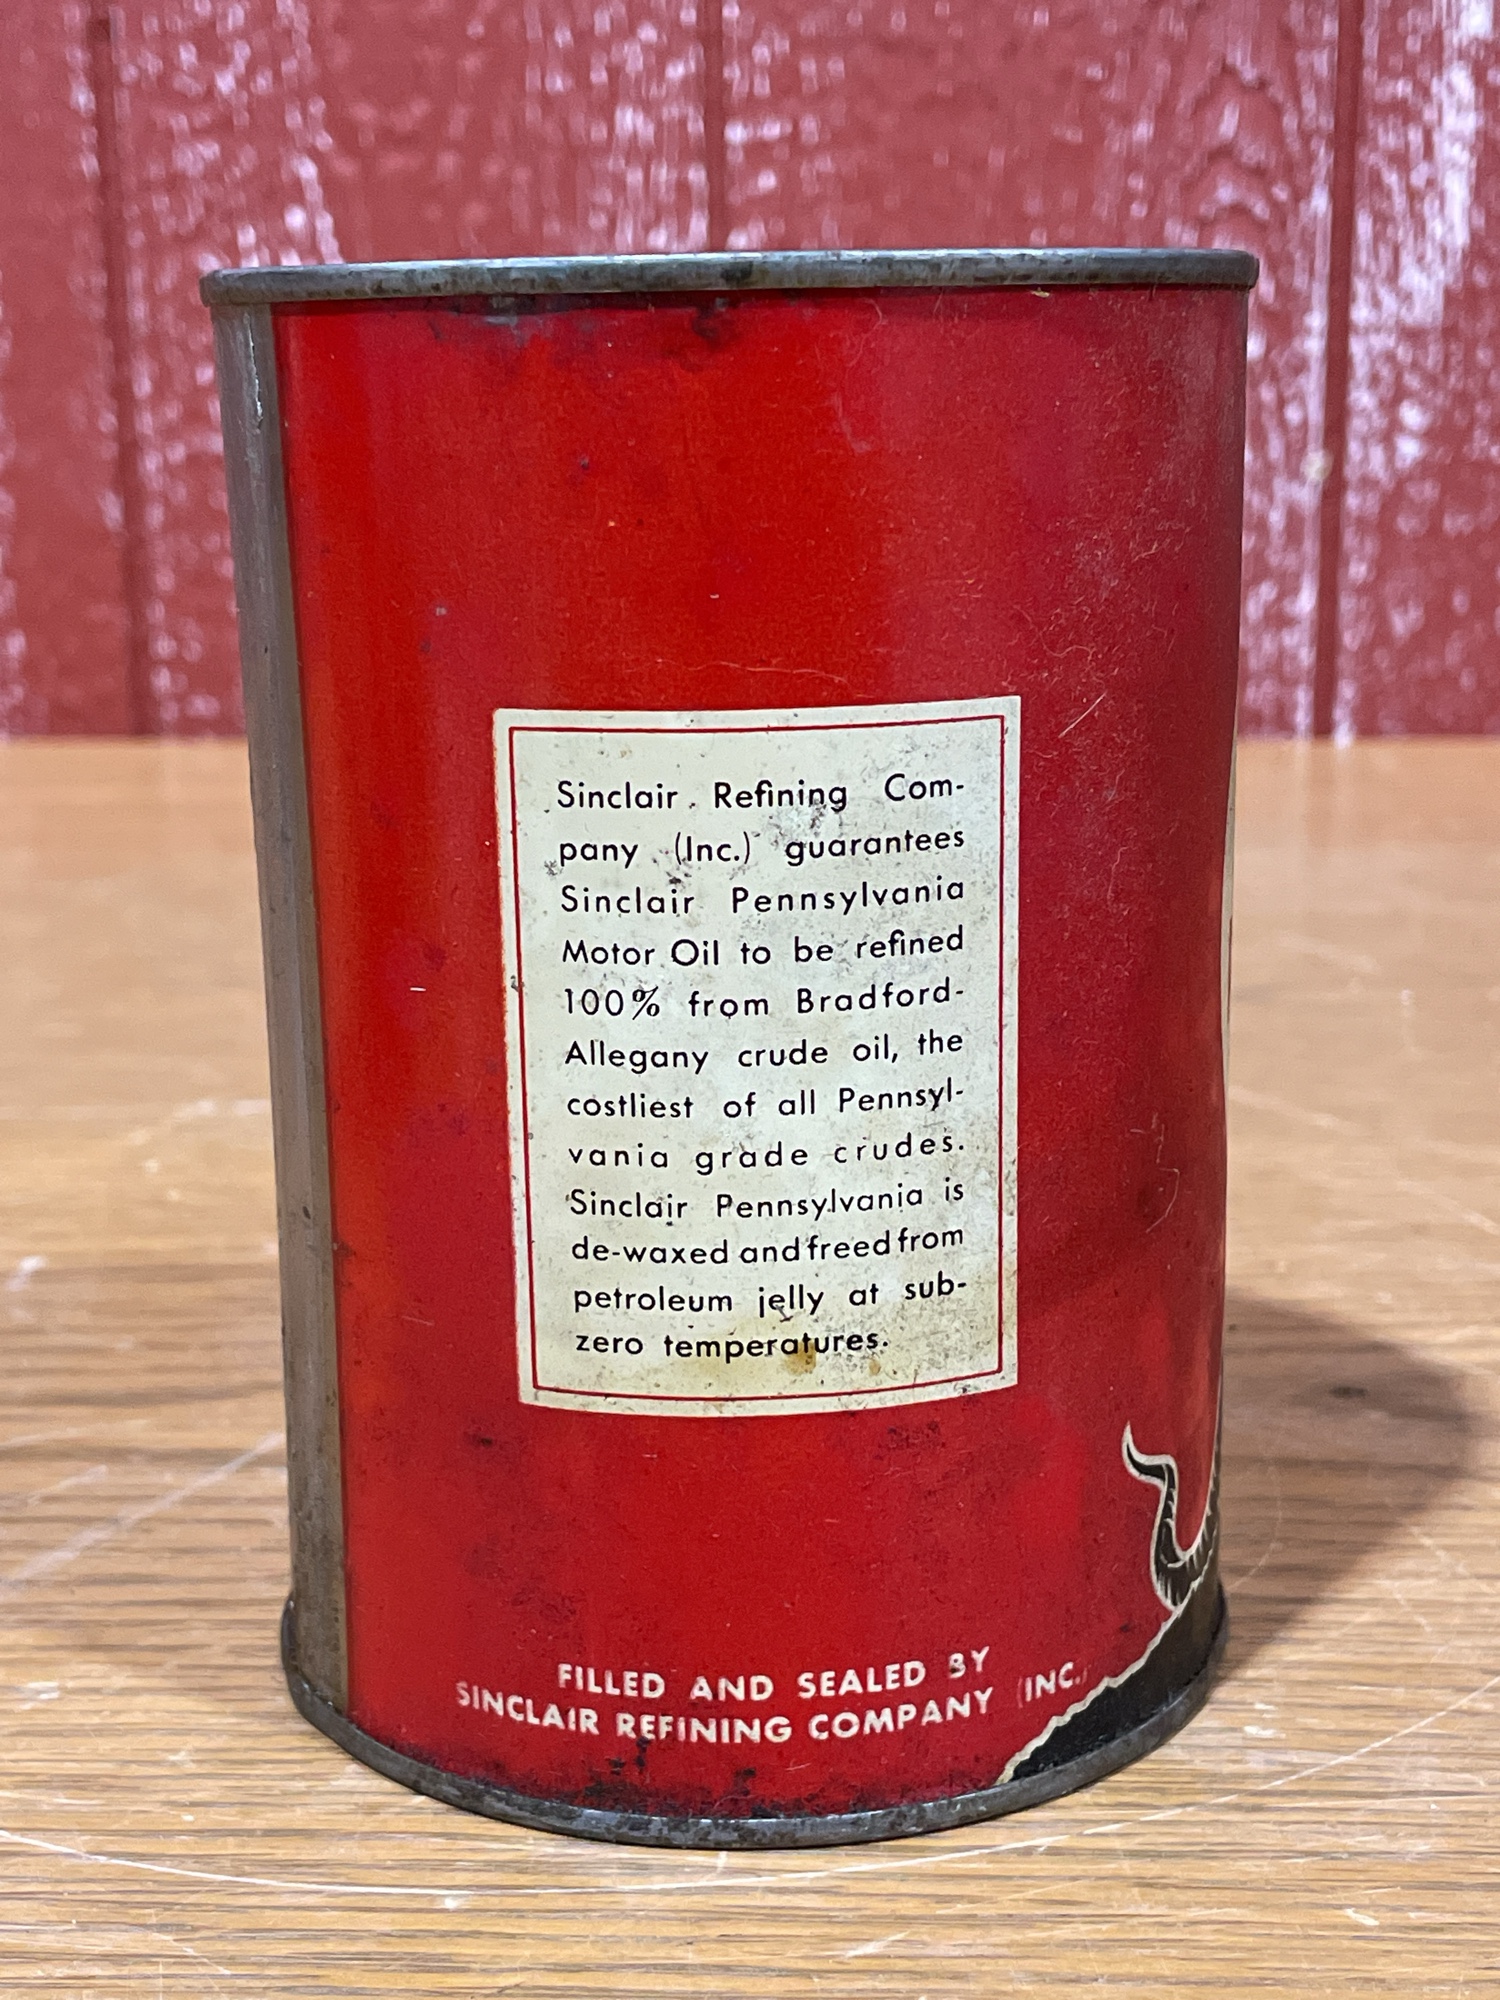 Sinclair Refining Com-
pany (Inc.) guarantees
Sinclair Pennsylvania
Motor Oil to be refined
100% from Bradford-
Allegany crude oil, the
costliest of all Pennsyl-
vania grade crudes.
Sinclair Pennsylvania is
de-waxed and freed from
petroleum jelly at sub-
zero temperatures.
FILLED AND SEALED BY
SINCLAIR REFINING COMPANY (INC.)